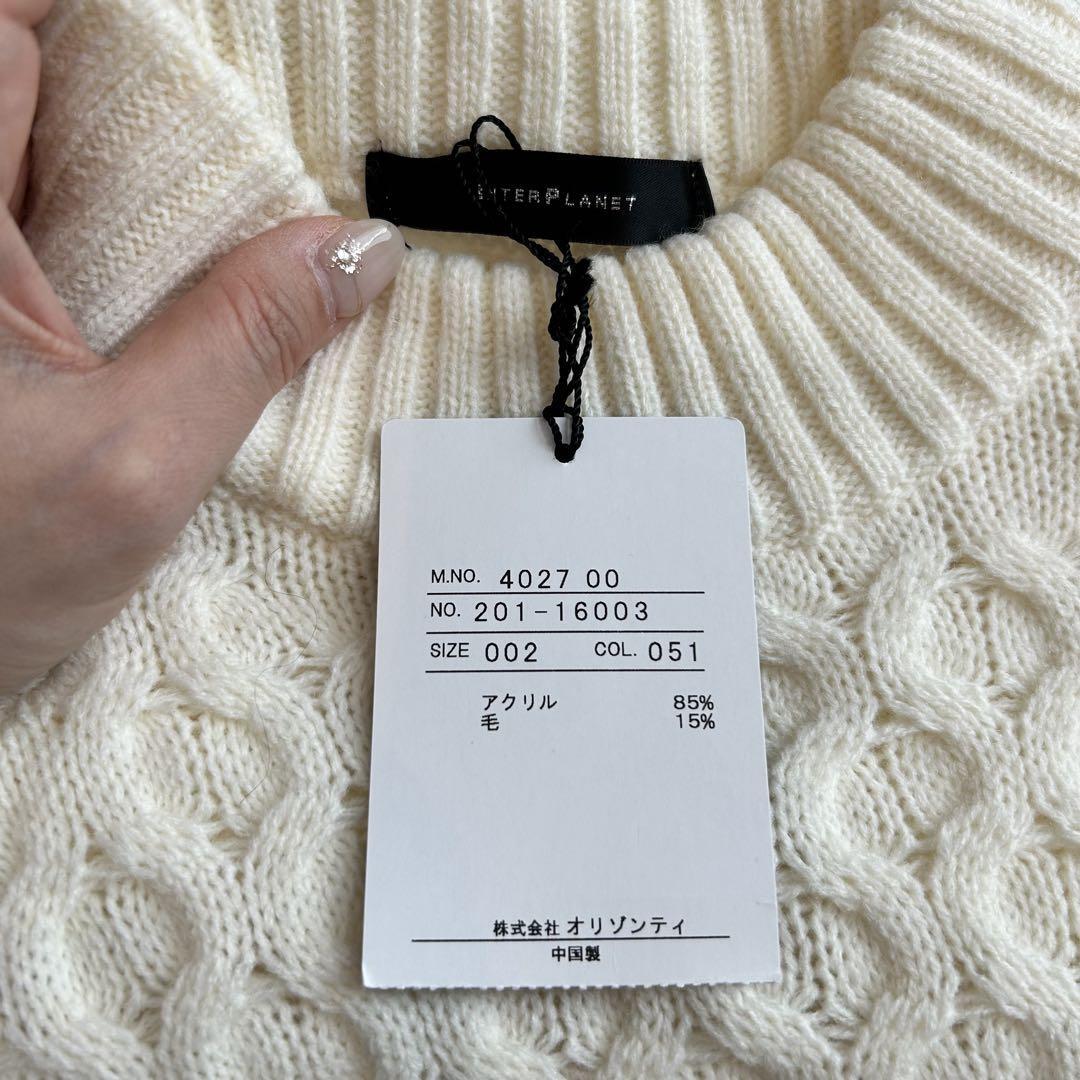 INTERPLANET
M.NO. 4027 00
NO. 201-16003
SIZE 002 COL. 051
アクリル 85%
毛 15%
株式会社 オリゾンティ
中国製